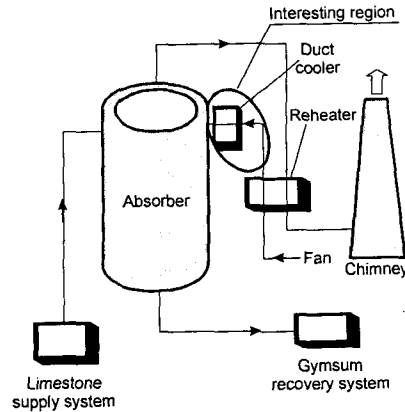 Interesting region
Duct
cooler
Reheater
Absorber
Fan
Chimney
Limestone
supply system
Gymsum
recovery system